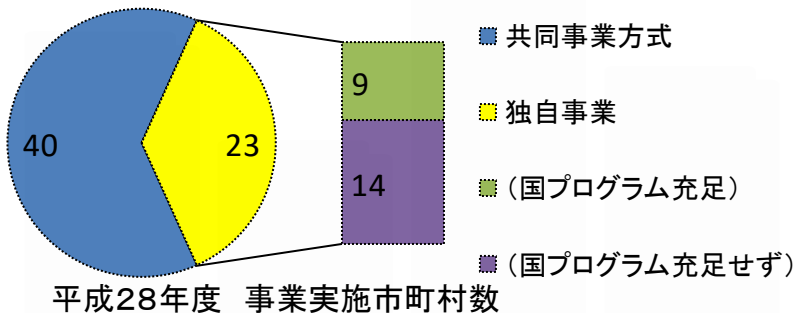 40
23
9
14
共同事業方式
独自事業
（国プログラム充足）
（国プログラム充足せず）
平成２８年度　事業実施市町村数